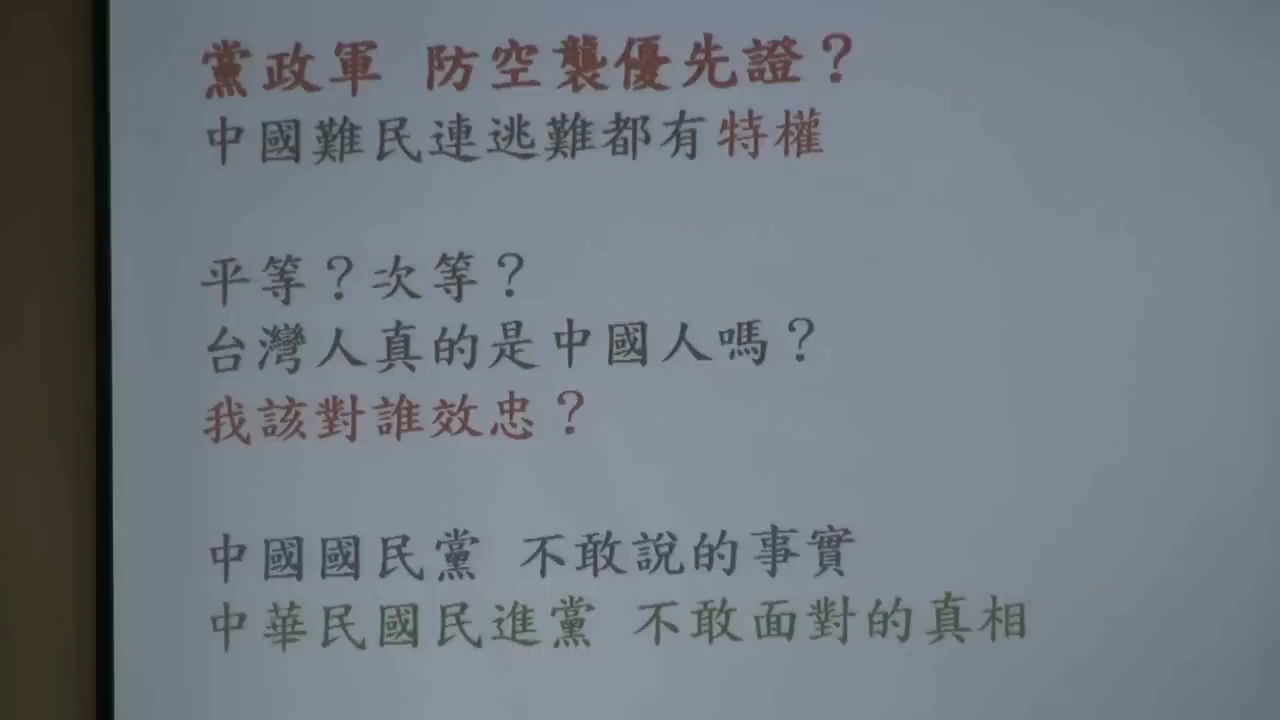 黨政軍 防空襲優先證？
中國難民連逃難都有特權
平等？次等？
台灣人真的是中國人嗎？
我該對誰效忠？
中國國民黨 不敢說的事實
中華民國民進黨 不敢面對的真相